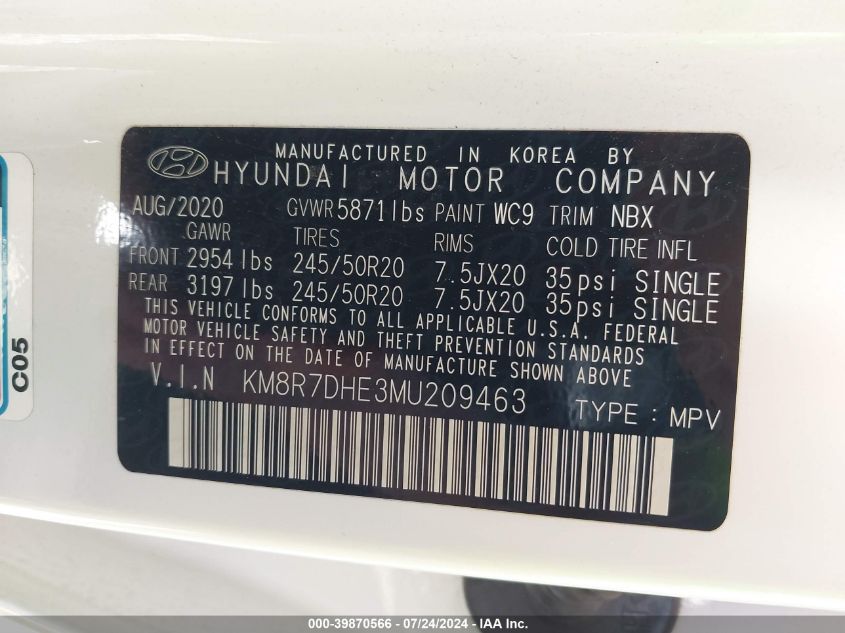 MANUFACTURED IN KOREA BY
HYUNDAI MOTOR COMPANY
AUG/2020 GVWR 5871lbs PAINT WC9 TRIM NBX
GAWR TIRES RIMS COLD TIRE INFL
FRONT 2954 lbs 245/50R20 7.5JX20 35psi SINGLE
REAR 3197 lbs 245/50R20 7.5JX20 35psi SINGLE
THIS VEHICLE CONFORMS TO ALL APPLICABLE U.S.A. FEDERAL
MOTOR VEHICLE SAFETY AND THEFT PREVENTION STANDARDS
IN EFFECT ON THE DATE OF MANUFACTURE SHOWN ABOVE
V.I.N KM8R7DHE3MU209463 TYPE : MPV
C05
000-39870566 - 07/24/2024 - IAA Inc.